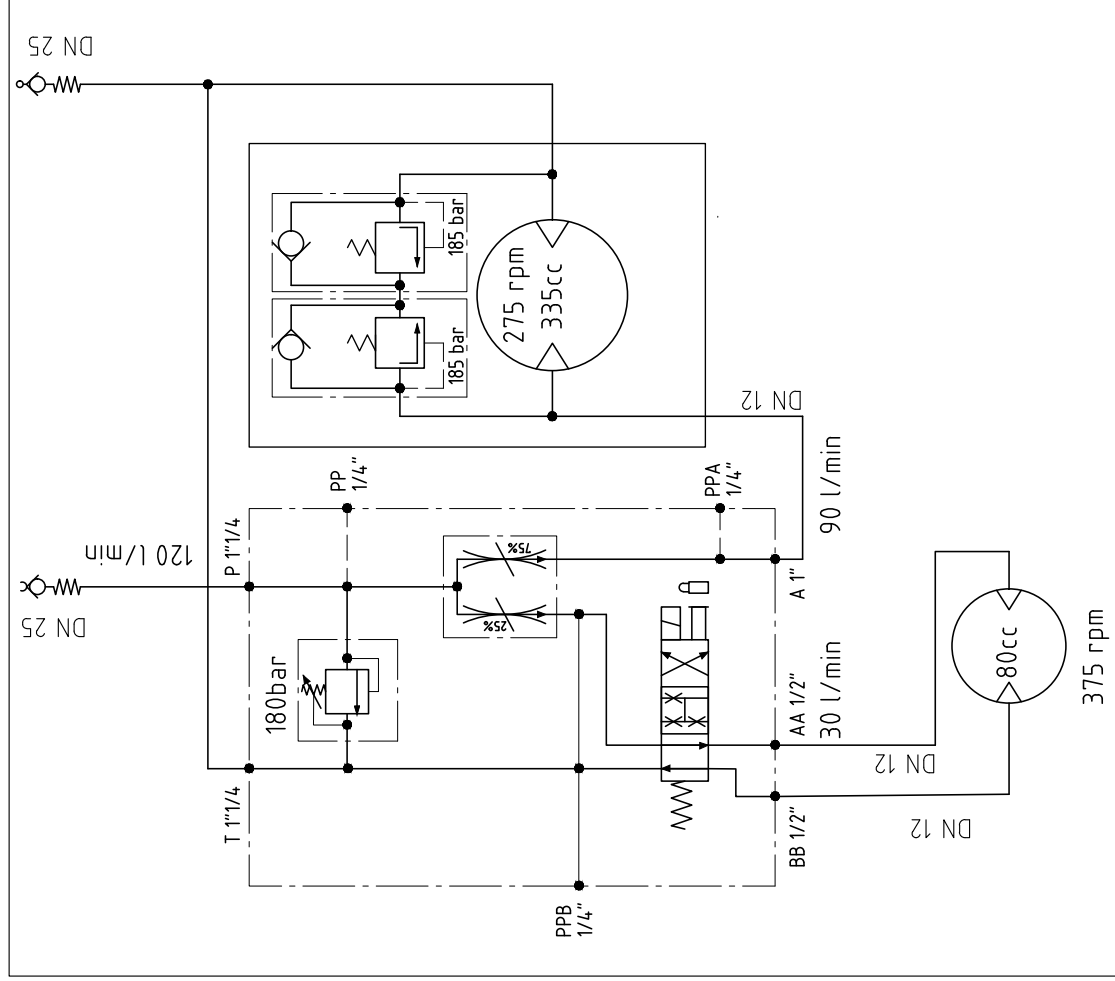 DN 25
185 bar
185 bar
275 rpm
335cc
DN 12
PP
1/4"
PPA
1/4"
90 l/min
P 1"1/4
120 l/min
DN 25
75%
25%
A 1"
180bar
80cc
375 rpm
AA 1/2"
30 l/min
DN 12
T 1"1/4
BB 1/2"
DN 12
PPB
1/4"